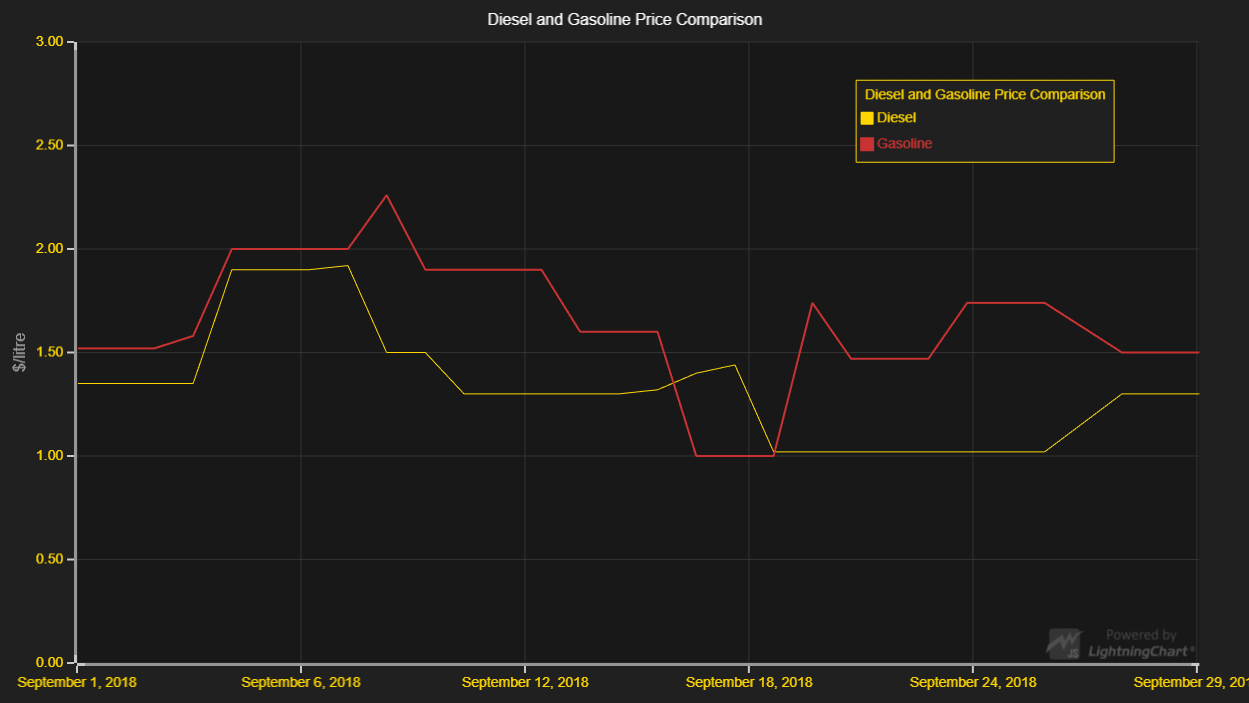 Diesel and Gasoline Price Comparison
3.00
Diesel and Gasoline Price Comparison
Diesel
Gasoline
2.50
2.00
1.50
$/litre
1.00
0.50
0.00
Powered by
JS LightningChart®
September 1, 2018 September 6, 2018 September 12, 2018 September 18, 2018 September 24, 2018 September 29, 201